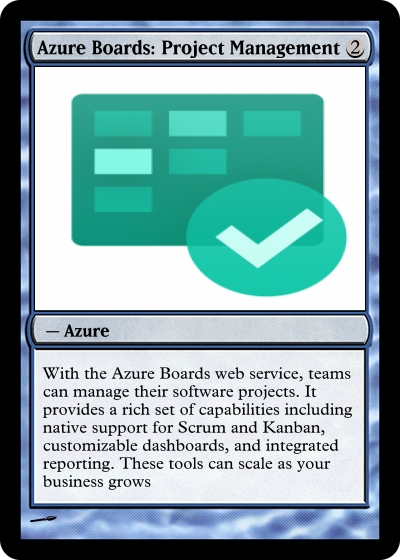 Azure Boards: Project Management 2
— Azure
With the Azure Boards web service, teams
can manage their software projects. It
provides a rich set of capabilities including
native support for Scrum and Kanban,
customizable dashboards, and integrated
reporting. These tools can scale as your
business grows